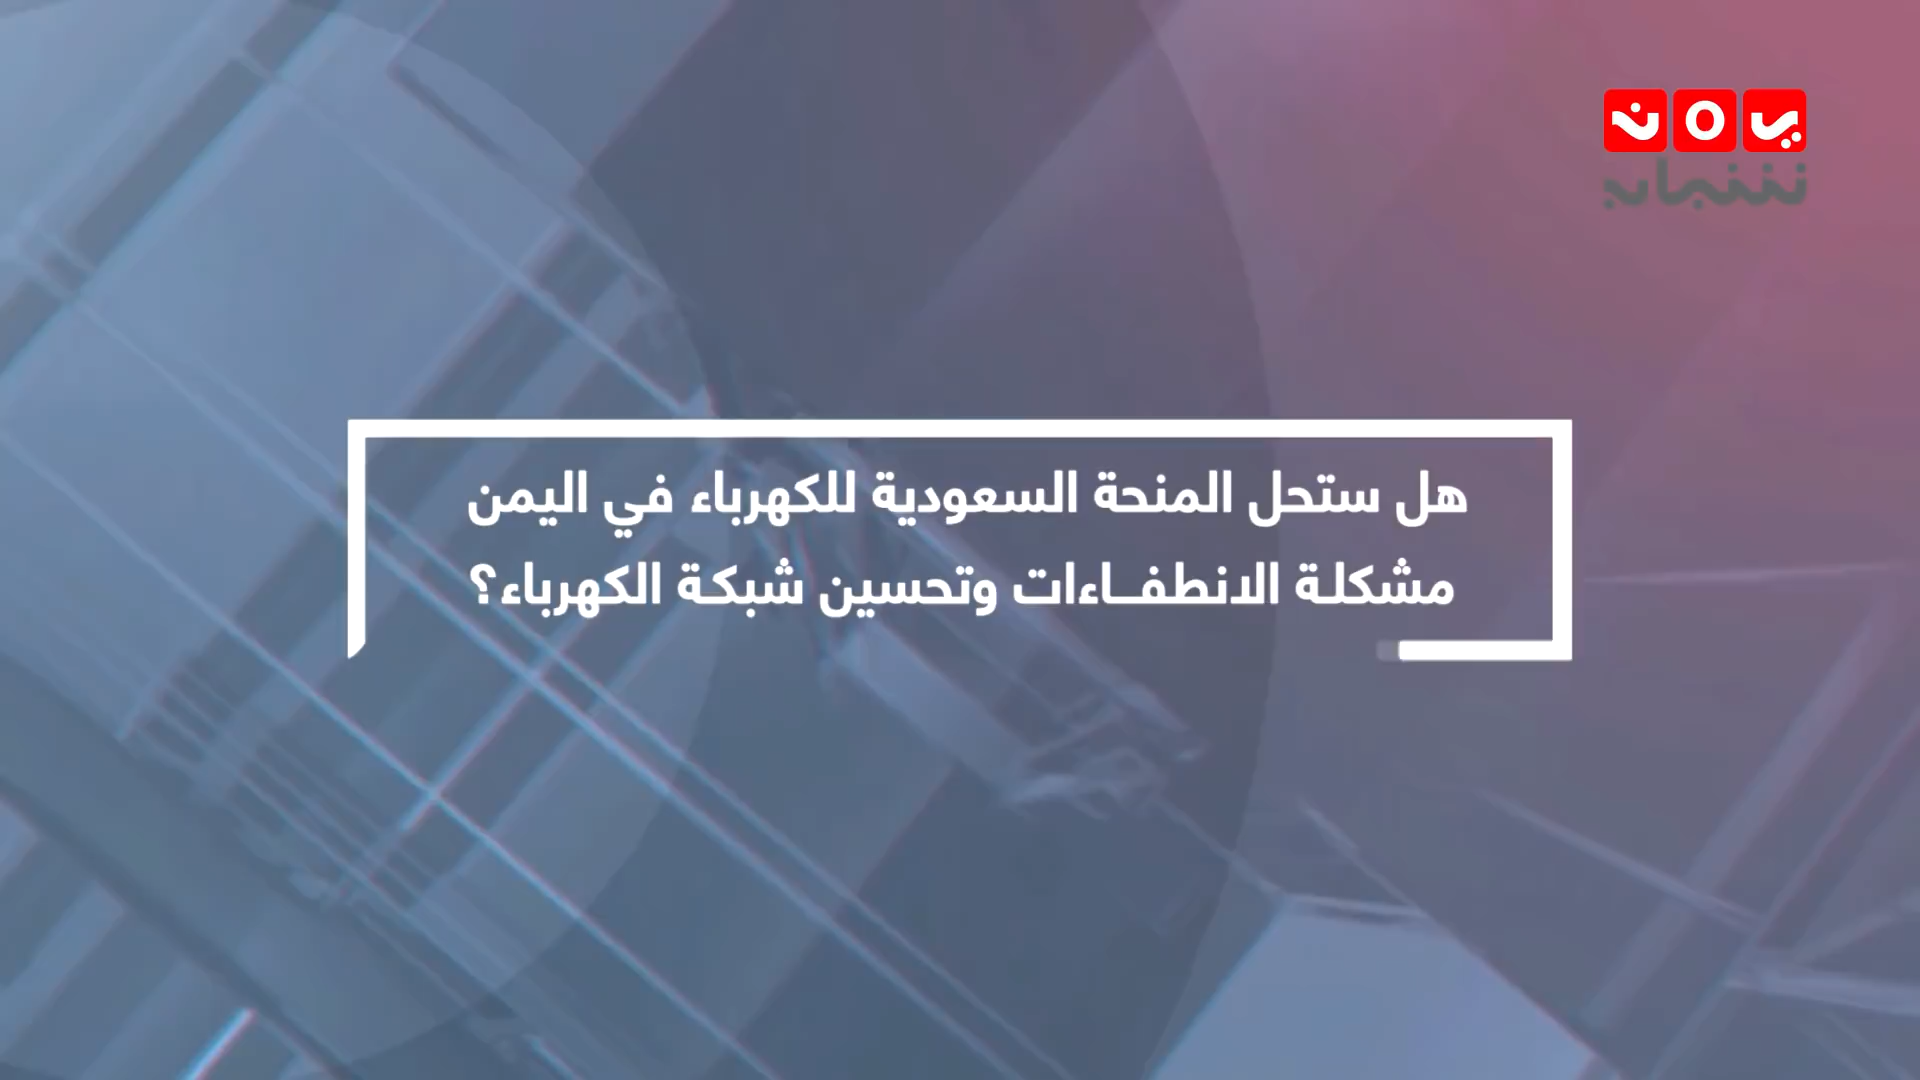 يمن
شباب
هل ستحل المنحة السعودية للكهرباء في اليمن
مشكلة الانطفـاءات وتحسين شبكة الكهرباء؟